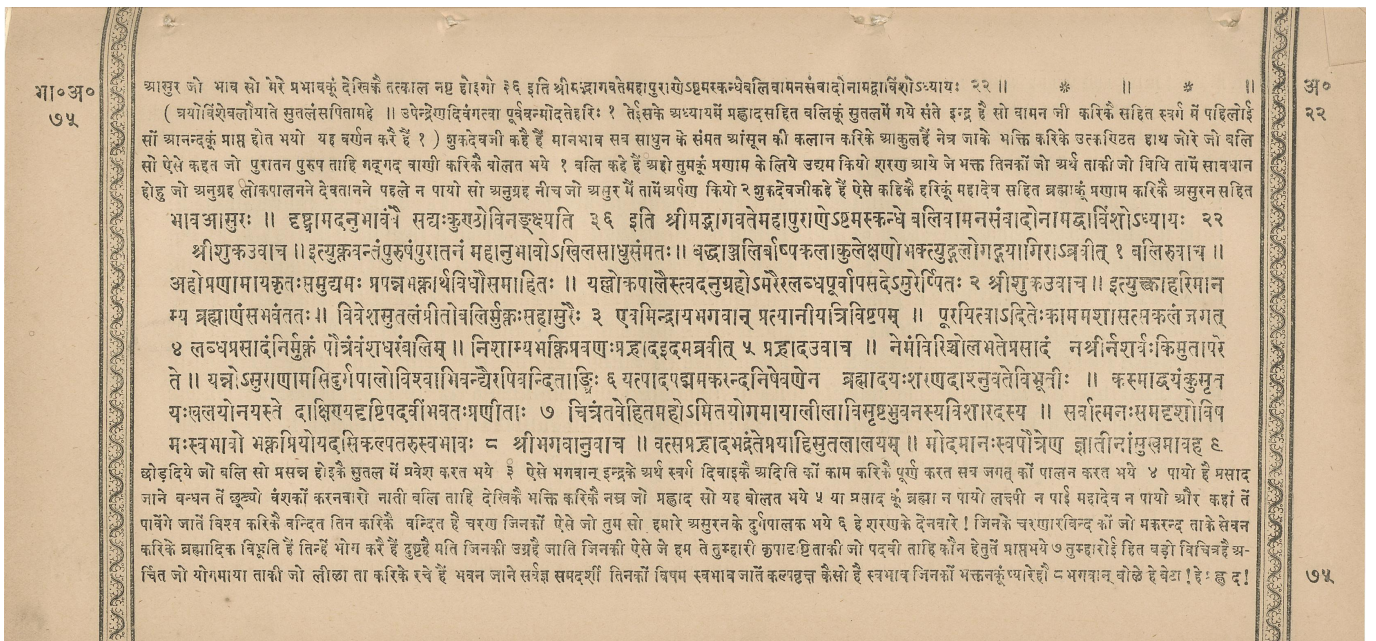 भा०अ०
७५
आसुर जो भाव सो मेरे प्रभावकूं देखिकै तत्काल नष्ट होइगो ३६ इति श्रीमद्भागवतेमहापुराणेऽष्टमस्कन्धेबलिवामनसंवादोनामद्वाविंशोऽध्यायः २२ ॥ * ॥ * ॥
( त्रयोविंशेवलौयाते सुतलंसपितामहे ॥ उपेन्द्रेणदिवंगत्वा पूर्ववन्मोदतेहरिः १ तेईसके अध्यायमें प्रह्लादसहित बलिकूं सुतलमें गये संते इन्द्र है सो वामन जी करिकै सहित स्वर्ग में पहिलोई
सों आनन्दकूं प्राप्त होत भयो यह वर्णन करै हैं १ ) शुकदेवजी कहै हैं मानभाव सब साधुन के संमत आंसून की कलान करिके आकुलहैं नेत्र जाके भक्ति करिके उत्कण्ठित हाथ जोरे जो बलि
सो ऐसे कहत जो पुरातन पुरुष ताहि गद्गद वाणी करिकै बोलत भये १ बलि कहे हैं अहो तुमकूं प्रणाम के लिये उद्यम कियो शरण आये जे भक्त तिनकों जो अर्थ ताकी जो विधि तामें सावधान
होहु जो अनुग्रह लोकपालनने देवतानने पहले न पायो सो अनुग्रह नीच जो असुर मैं तामें अर्पण कियो २ शुकदेवजीकहे हैं ऐसे कहिकै हरिकूं महादेव सहित ब्रह्माकूं प्रणाम करिकै असुरन सहित
भावआसुरः ॥ दृष्ट्वामदनुभावंवै सद्यःकुण्ठोविनङ्क्ष्यति ३६ इति श्रीमद्भागवतेमहापुराणेऽष्टमस्कन्धे बलिवामनसंवादोनामद्वाविंशोऽध्यायः २२
श्रीशुकउवाच ॥ इत्युक्तवन्तंपुरुषंपुरातनं महानुभावोऽखिलसाधुसंमतः ॥ बद्धाञ्जलिर्बाष्पकलाकुलेक्षणोभक्त्युद्गलोगद्गदयागिराऽब्रवीत् १ बलिरुवाच ॥
अहोप्रणामायकृतःसमुद्यमः प्रपन्नभक्तार्थविधौसमाहितः ॥ यल्लोकपालैस्त्वदनुग्रहोऽमरैरलब्धपूर्वोपसदेऽसुरेर्पितः २ श्रीशुकउवाच ॥ इत्युक्त्वाहरिमान
म्य ब्रह्माणंसभवंततः ॥ विवेशसुतलंप्रीतोबलिर्मुक्तःसहासुरैः ३ एवमिन्द्रायभगवान् प्रत्यानीयत्रिविष्टपम् ॥ पूरयित्वाऽदितेःकाममशासत्सकलंजगत्
४ लब्धप्रसादंनिर्मुक्तं पौत्रंवंशधरंबलिम् ॥ निशाम्यभक्तिप्रवणःप्रह्लादइदमब्रवीत् ५ प्रह्लादउवाच ॥ नेमंविरिञ्चोलभतेप्रसादं नश्रीर्नशर्वःकिमुतापरे
ते ॥ यन्नोऽसुराणामसिदुर्गपालोविश्वाभिवन्द्यैरपिवन्दिताङ्घ्रिः ६ यत्पादपद्ममकरन्दनिषेवणेन ब्रह्मादयःशरणदाश्नुवतेविभूतीः ॥ कस्माद्वयंकुसृत
यःखलयोनयस्ते दाक्षिण्यदृष्टिपदवींभवतःप्रणीताः ७ चित्रंतवेहितमहोऽमितयोगमायालीलाविसृष्टभुवनस्यविशारदस्य ॥ सर्वात्मनःसमदृशोविष
मःस्वभावो भक्तप्रियोयदसिकल्पतरुस्वभावः ८ श्रीभगवानुवाच ॥ वत्सप्रह्लादभद्रंतेप्रयाहिसुतलालयम् ॥ मोदमानःस्वपौत्रेण ज्ञातीनांसुखमावह ९
छोड़दिये जो बलि सो प्रसन्न होइकै सुतल में प्रवेश करत भये ३ ऐसे भगवान् इन्द्रके अर्थ स्वर्ग दिवाइकै अदिति कों काम करिकै पूर्ण करत सब जगत् कों पालन करत भये ४ पायो है प्रसाद
जाने बन्धन तें छूट्यो वंशकों करनवारो नाती बलि ताहि देखिकै भक्ति करिकै नम्र जो प्रह्लाद सो यह बोलत भये ५ या प्रसाद कूं ब्रह्मा न पायो लक्ष्मी न पाई महादेव न पायो और कहां तें
पावेंगे जातें विश्व करिकै वन्दित तिन करिकै वन्दित है चरण जिनकों ऐसे जो तुम सो हमारे असुरनके दुर्गपालक भये ६ हे शरणके देनवारे ! जिनके चरणारविन्द कों जो मकरन्द ताके सेवन
करिके ब्रह्मादिक विभूति हैं तिन्हें भोग करै हैं दुष्टहै मति जिनकी उग्रहै जाति जिनकी ऐसे जे हम ते तुम्हारी कृपादृष्टिताकी जो पदवी ताहि कौन हेतुतें प्राप्तभये ७ तुम्हारोई हित बड़ो विचित्रहै अ-
र्चित जो योगमाया ताकी जो लीला ता करिके रचे हैं भवन जाने सर्वज्ञ समदर्शी तिनकों विषम स्वभाव जातें कल्पवृक्ष कैसो है स्वभाव जिनकों भक्तनकूंप्यारेहौ ८ भगवान् बोले हे बेटा ! हे प्रह्लाद !
अ०
२२
७५